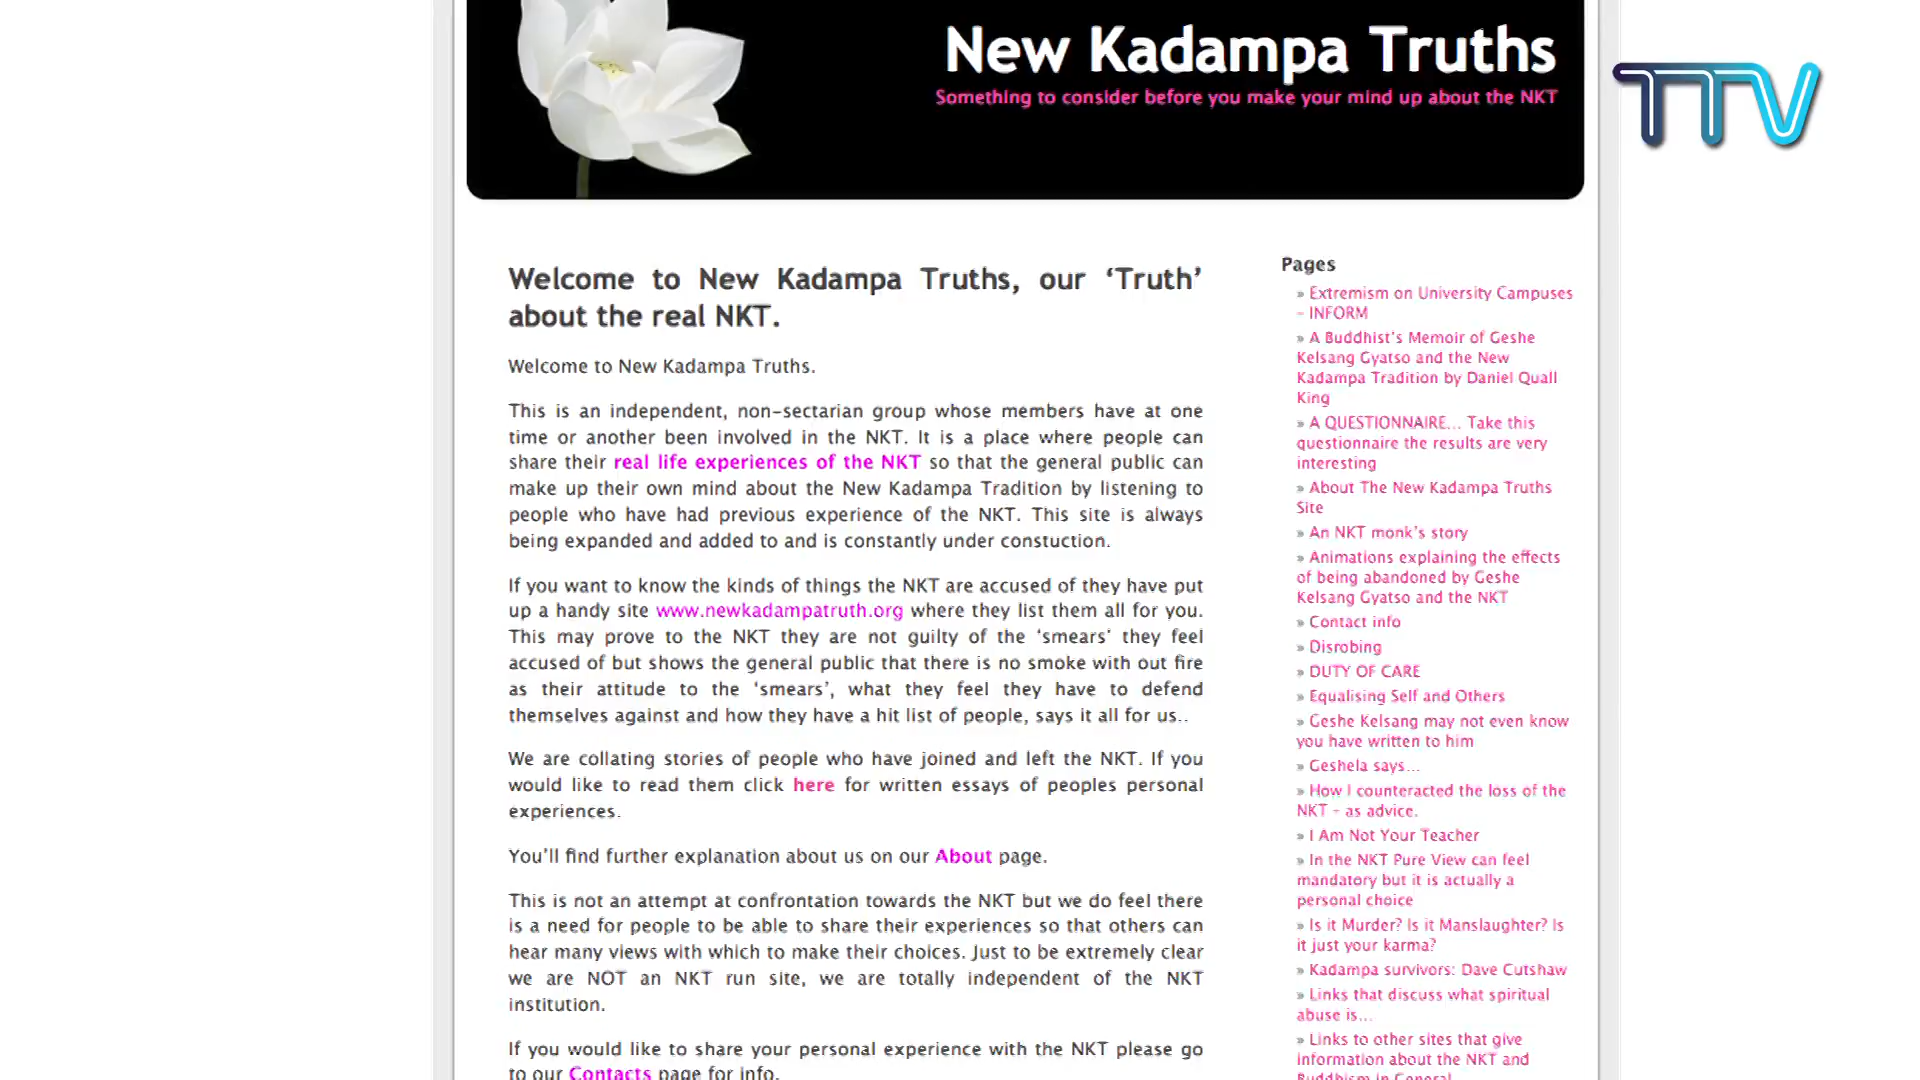 New Kadampa Truths
Something to consider before you make your mind up about the NKT
TTV
Welcome to New Kadampa Truths, our ‘Truth’
about the real NKT.
Welcome to New Kadampa Truths.
This is an independent, non-sectarian group whose members have at one
time or another been involved in the NKT. It is a place where people can
share their real life experiences of the NKT so that the general public can
make up their own mind about the New Kadampa Tradition by listening to
people who have had previous experience of the NKT. This site is always
being expanded and added to and is constantly under constuction.
If you want to know the kinds of things the NKT are accused of they have put
up a handy site www.newkadampatruth.org where they list them all for you.
This may prove to the NKT they are not guilty of the ‘smears’ they feel
accused of but shows the general public that there is no smoke with out fire
as their attitude to the ‘smears’, what they feel they have to defend
themselves against and how they have a hit list of people, says it all for us..
We are collating stories of people who have joined and left the NKT. If you
would like to read them click here for written essays of peoples personal
experiences.
You’ll find further explanation about us on our About page.
This is not an attempt at confrontation towards the NKT but we do feel there
is a need for people to be able to share their experiences so that others can
hear many views with which to make their choices. Just to be extremely clear
we are NOT an NKT run site, we are totally independent of the NKT
institution.
If you would like to share your personal experience with the NKT please go
to our Contacts page for info.
Pages
» Extremism on University Campuses
– INFORM
» A Buddhist’s Memoir of Geshe
Kelsang Gyatso and the New
Kadampa Tradition by Daniel Quall
King
» A QUESTIONNAIRE… Take this
questionnaire the results are very
interesting
» About The New Kadampa Truths
Site
» An NKT monk’s story
» Animations explaining the effects
of being abandoned by Geshe
Kelsang Gyatso and the NKT
» Contact info
» Disrobing
» DUTY OF CARE
» Equalising Self and Others
» Geshe Kelsang may not even know
you have written to him
» Geshela says…
» How I counteracted the loss of the
NKT – as advice.
» I Am Not Your Teacher
» In the NKT Pure View can feel
mandatory but it is actually a
personal choice
» Is it Murder? Is it Manslaughter? Is
it just your karma?
» Kadampa survivors: Dave Cutshaw
» Links that discuss what spiritual
abuse is…
» Links to other sites that give
information about the NKT and
Buddhism in General